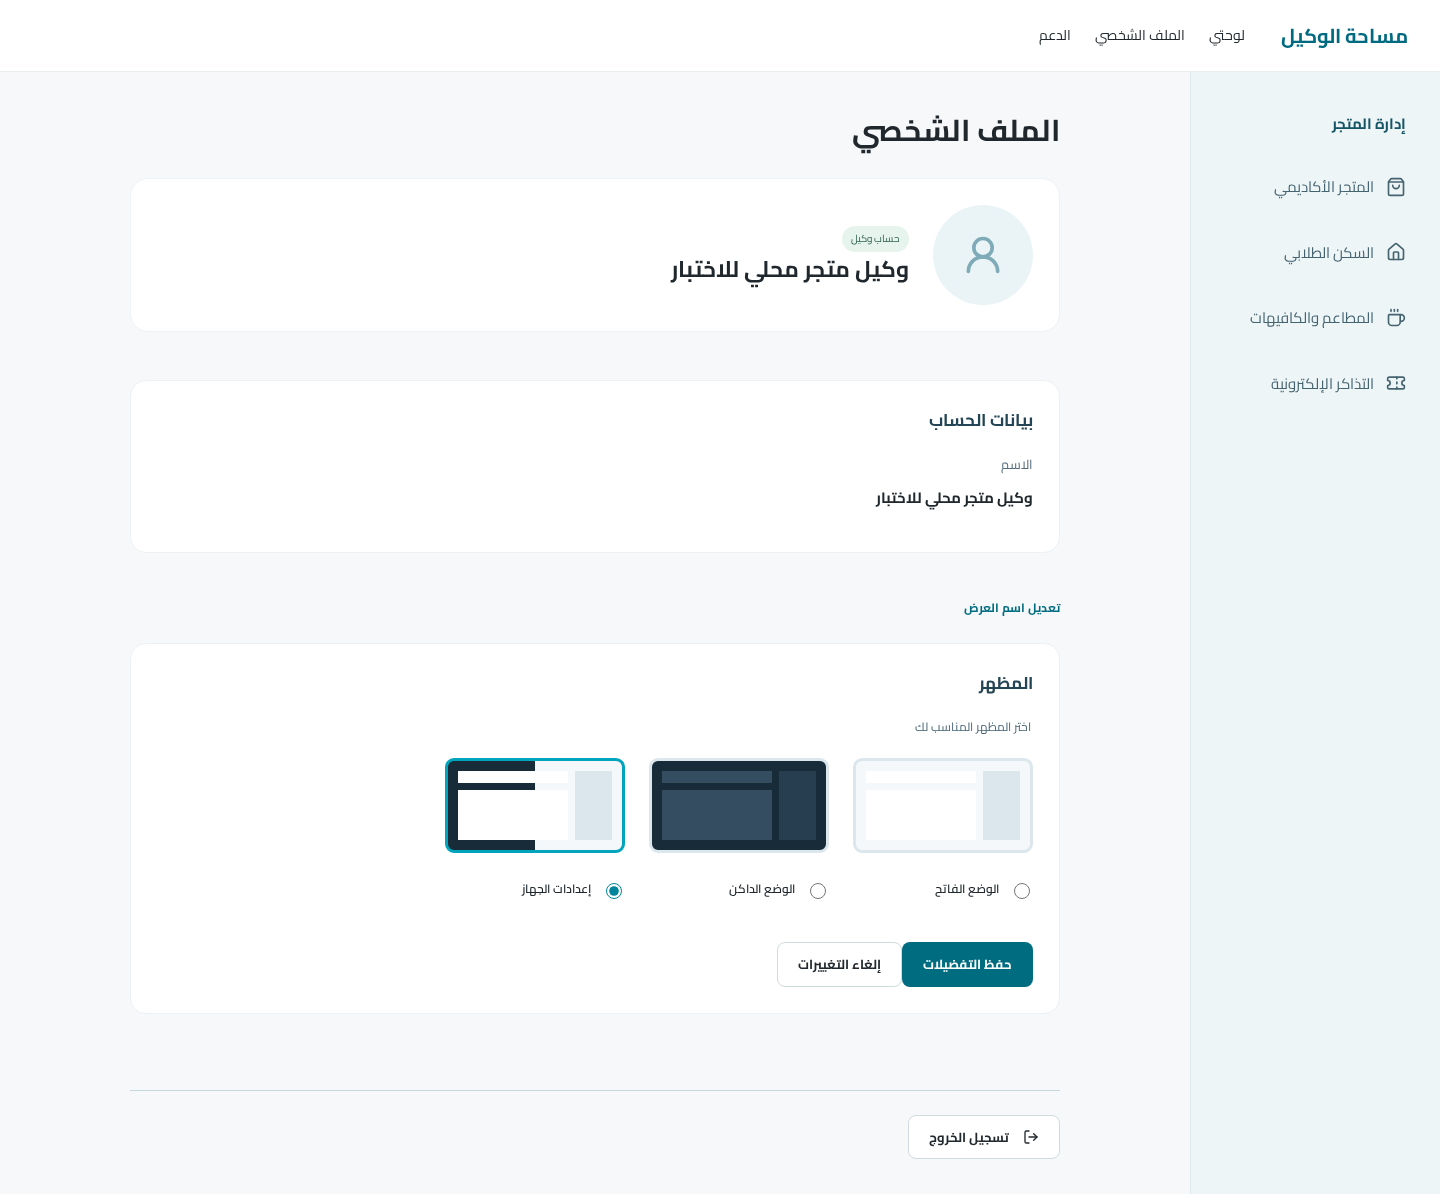 مساحة الوكيل
لوحتي
الملف الشخصي
الدعم
إدارة المتجر
المتجر الأكاديمي
السكن الطلابي
المطاعم والكافيهات
التذاكر الإلكترونية
الملف الشخصي
حساب وكيل
وكيل متجر محلي للاختبار
بيانات الحساب
الاسم
وكيل متجر محلي للاختبار
تعديل اسم العرض
المظهر
اختر المظهر المناسب لك
الوضع الفاتح
الوضع الداكن
إعدادات الجهاز
حفظ التفضيلات
إلغاء التغييرات
تسجيل الخروج